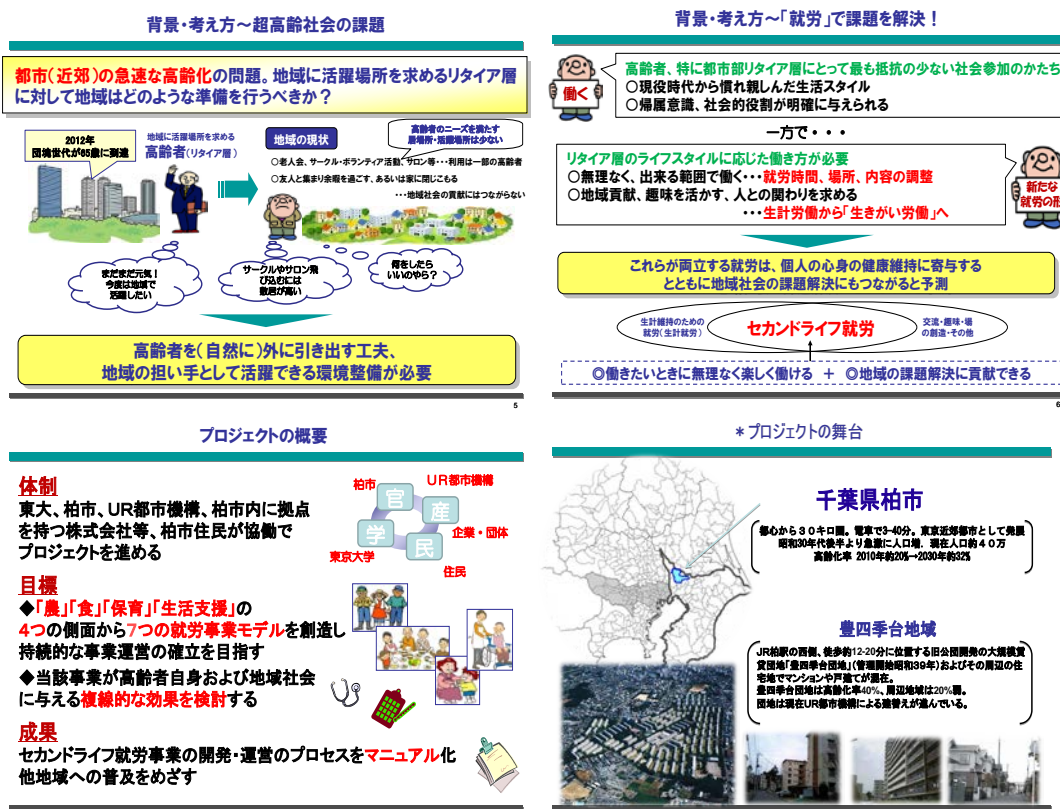 背景・考え方～超高齢社会の課題
都市（近郊）の急速な高齢化の問題。地域に活躍場所を求めるリタイア層
に対して地域はどのような準備を行うべきか？
2012年
団塊世代が65歳に到達
地域に活躍場所を求める
高齢者（リタイア層）
地域の現状
高齢者のニーズを満たす
居場所・活躍場所は少ない
○老人会、サークル・ボランティア活動、サロン等・・・利用は一部の高齢者
○友人と集まり余暇を過ごす、あるいは家に閉じこもる
・・・地域社会の貢献にはつながらない
まだまだ元気！
今度は地域で
活躍したい
サークルやサロン飛
び込むには
敷居が高い
何をしたら
いいのやら？
高齢者を（自然に）外に引き出す工夫、
地域の担い手として活躍できる環境整備が必要
5
背景・考え方～「就労」で課題を解決！
働く
高齢者、特に都市部リタイア層にとって最も抵抗の少ない社会参加のかたち
○現役時代から慣れ親しんだ生活スタイル
○帰属意識、社会的役割が明確に与えられる
一方で・・・
リタイア層のライフスタイルに応じた働き方が必要
○無理なく、出来る範囲で働く・・・就労時間、場所、内容の調整
○地域貢献、趣味を活かす、人との関わりを求める
・・・生計労働から「生きがい労働」へ
新たな
就労の形
これらが両立する就労は、個人の心身の健康維持に寄与する
とともに地域社会の課題解決にもつながると予測
生計維持のための
就労（生計就労）
セカンドライフ就労
交流・趣味・場
の創造・その他
◎働きたいときに無理なく楽しく働ける ＋ ◎地域の課題解決に貢献できる
6
プロジェクトの概要
体制
東大、柏市、UR都市機構、柏市内に拠点
を持つ株式会社等、柏市住民が協働で
プロジェクトを進める
柏市
UR都市機構
官
産
学
民
企業・団体
東京大学
住民
目標
◆「農」「食」「保育」「生活支援」の
4つの側面から7つの就労事業モデルを創造し
持続的な事業運営の確立を目指す
◆当該事業が高齢者自身および地域社会
に与える複線的な効果を検討する
成果
セカンドライフ就労事業の開発・運営のプロセスをマニュアル化
他地域への普及をめざす
＊プロジェクトの舞台
千葉県柏市
都心から３０キロ圏。電車で3-40分。東京近郊都市として発展
昭和30年代後半より急激に人口増、現在人口約４０万
高齢化率 2010年約20%→2030年約32%
豊四季台地域
JR柏駅の西側、徒歩約12-20分に位置する旧公団開発の大規模賃
貸団地「豊四季台団地」（管理開始昭和39年）およびその周辺の住
宅地でマンションや戸建てが混在。
豊四季台団地は高齢化率40%、周辺地域は20%弱。
団地は現在UR都市機構による建替えが進んでいる。